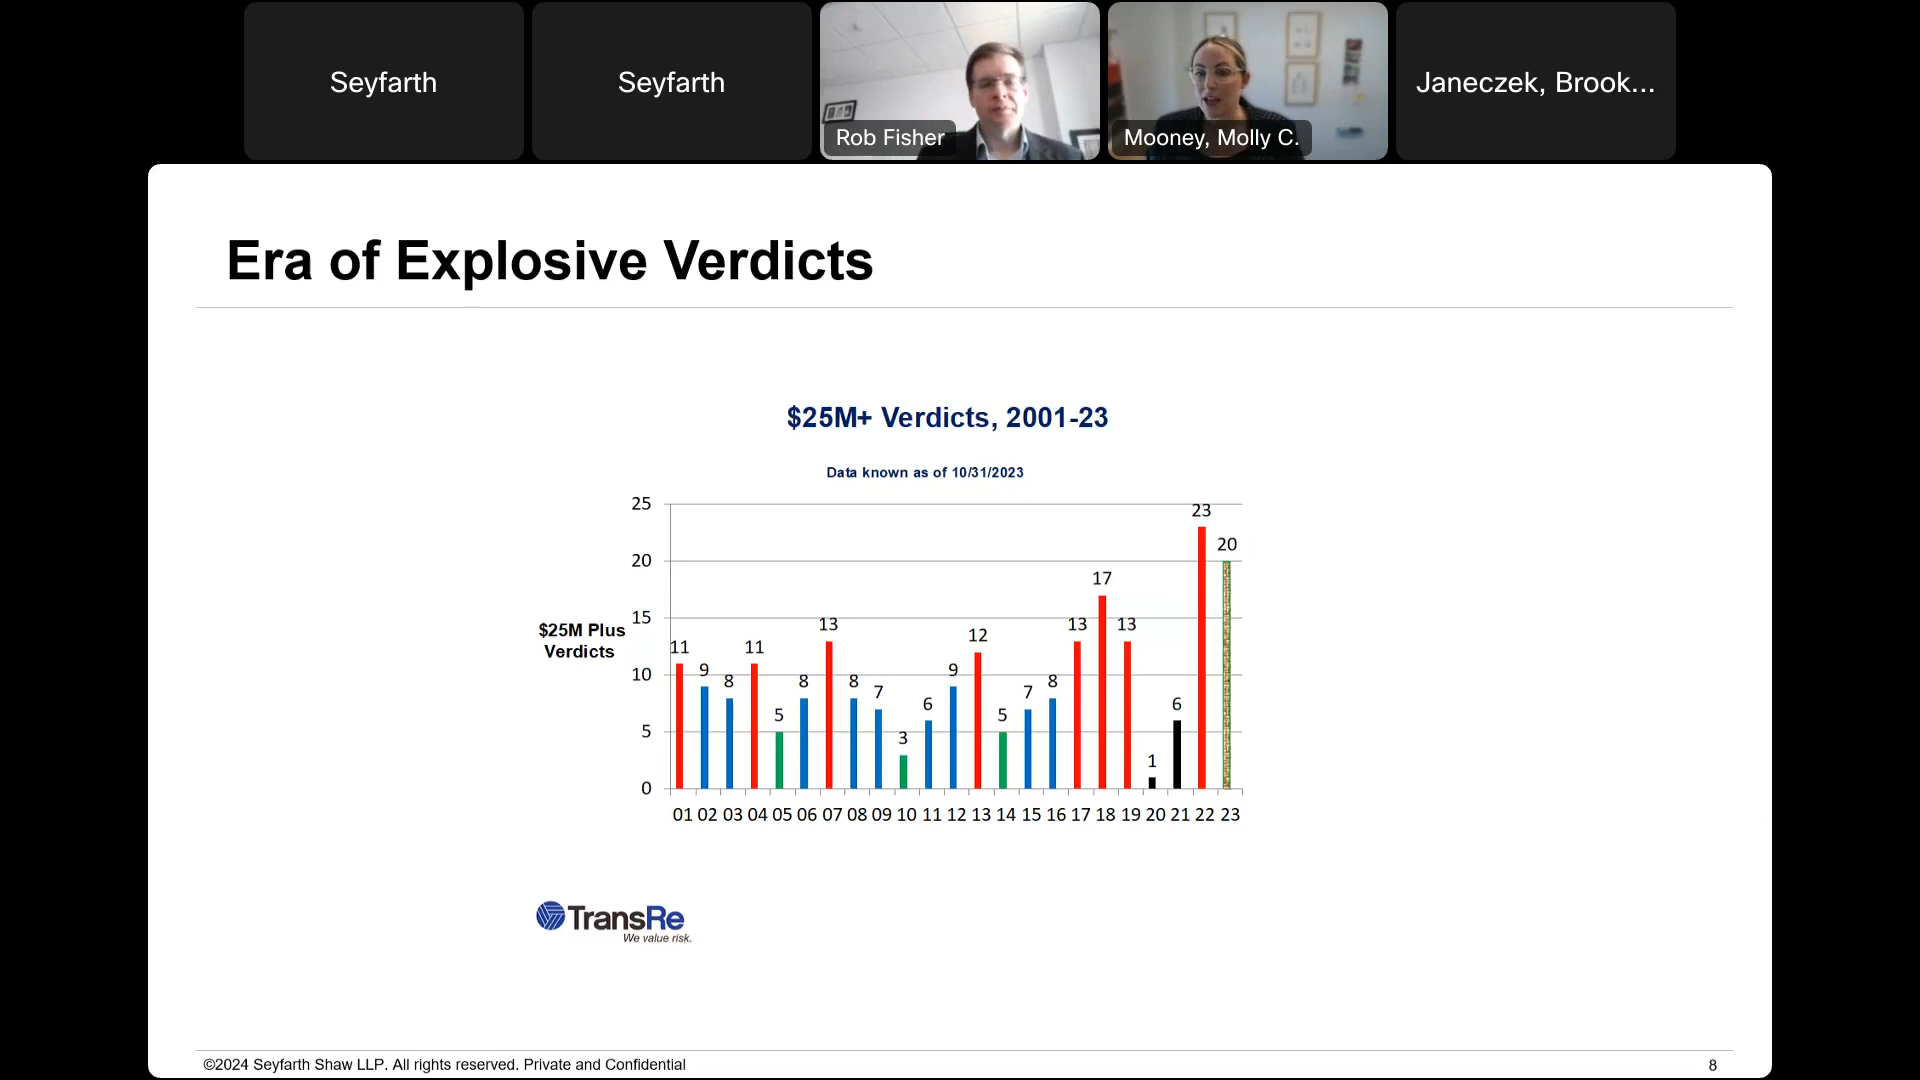 Seyfarth
Seyfarth
Rob Fisher
Mooney, Molly C.
Janeczek, Brook...
Era of Explosive Verdicts
$25M+ Verdicts, 2001-23
Data known as of 10/31/2023
$25M Plus
Verdicts
25
20
15
10
5
0
11
9
8
11
5
8
13
8
7
3
6
9
12
5
7
8
13
17
13
1
6
23
20
01 02 03 04 05 06 07 08 09 10 11 12 13 14 15 16 17 18 19 20 21 22 23
TransRe
We value risk.
©2024 Seyfarth Shaw LLP. All rights reserved. Private and Confidential
8